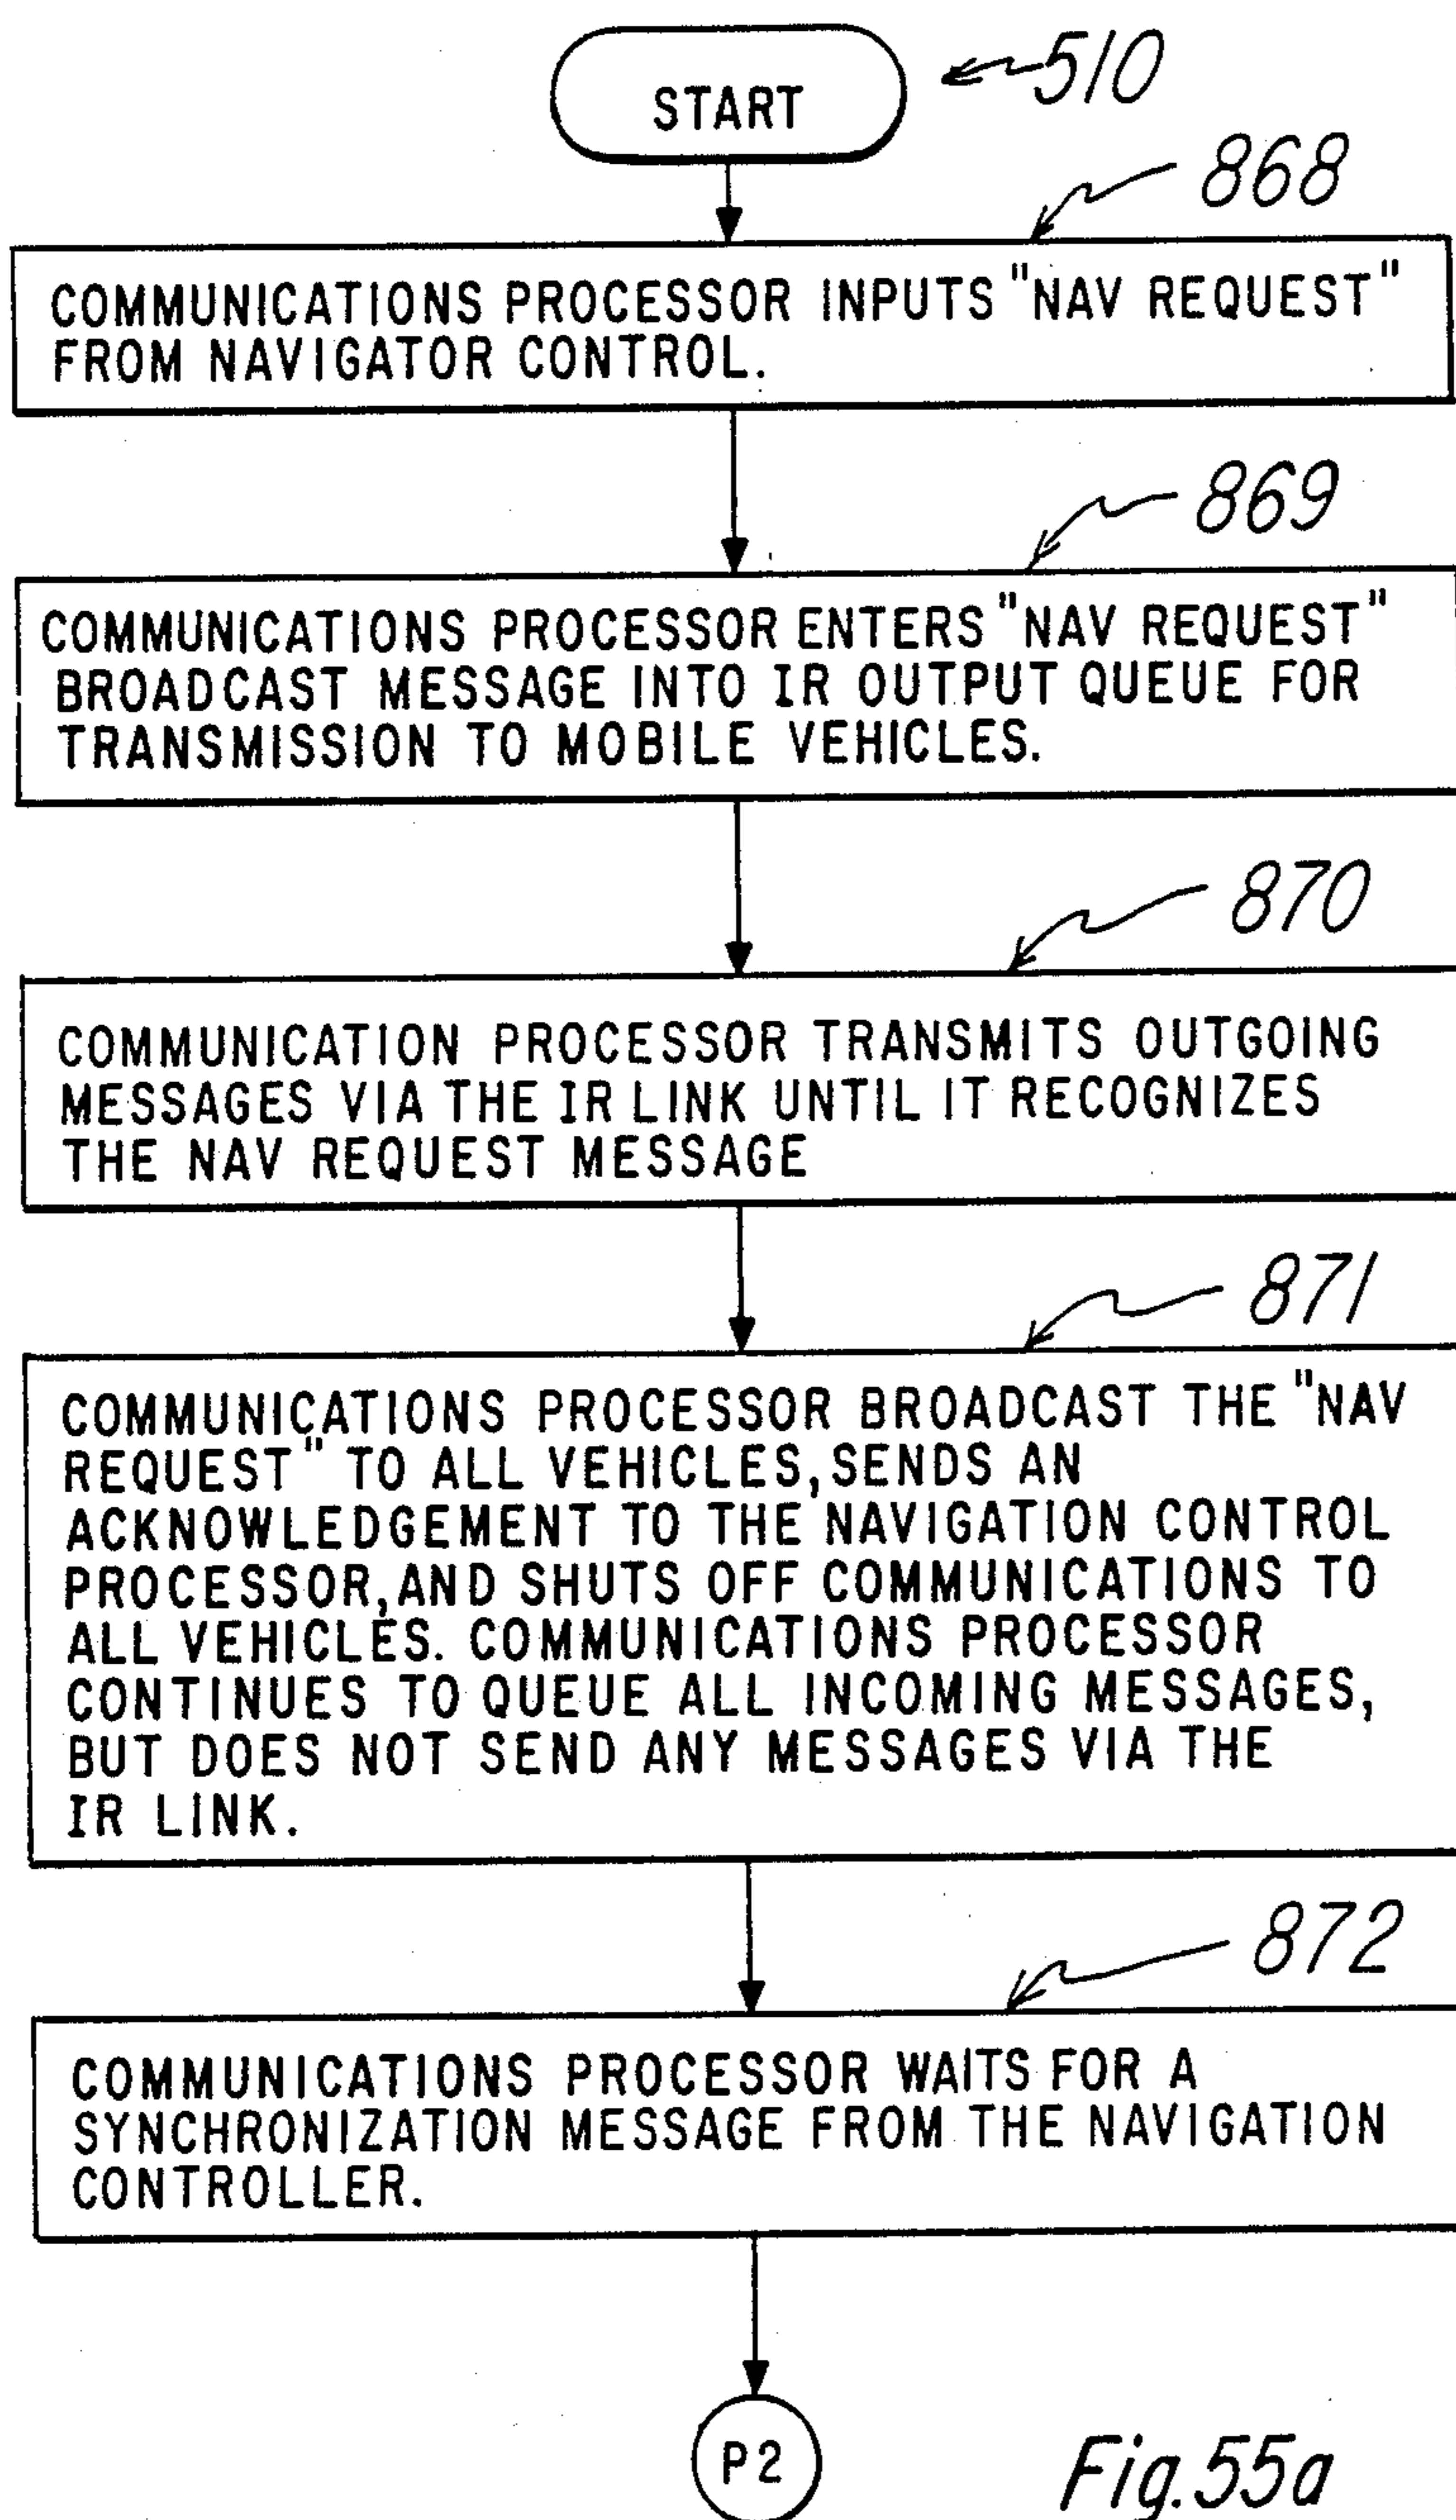 START
510
868
COMMUNICATIONS PROCESSOR INPUTS "NAV REQUEST"
FROM NAVIGATOR CONTROL.
869
COMMUNICATIONS PROCESSOR ENTERS "NAV REQUEST"
BROADCAST MESSAGE INTO IR OUTPUT QUEUE FOR
TRANSMISSION TO MOBILE VEHICLES.
870
COMMUNICATION PROCESSOR TRANSMITS OUTGOING
MESSAGES VIA THE IR LINK UNTIL IT RECOGNIZES
THE NAV REQUEST MESSAGE
871
COMMUNICATIONS PROCESSOR BROADCAST THE "NAV
REQUEST" TO ALL VEHICLES, SENDS AN
ACKNOWLEDGEMENT TO THE NAVIGATION CONTROL
PROCESSOR, AND SHUTS OFF COMMUNICATIONS TO
ALL VEHICLES. COMMUNICATIONS PROCESSOR
CONTINUES TO QUEUE ALL INCOMING MESSAGES,
BUT DOES NOT SEND ANY MESSAGES VIA THE
IR LINK.
872
COMMUNICATIONS PROCESSOR WAITS FOR A
SYNCHRONIZATION MESSAGE FROM THE NAVIGATION
CONTROLLER.
P2
Fig.55a